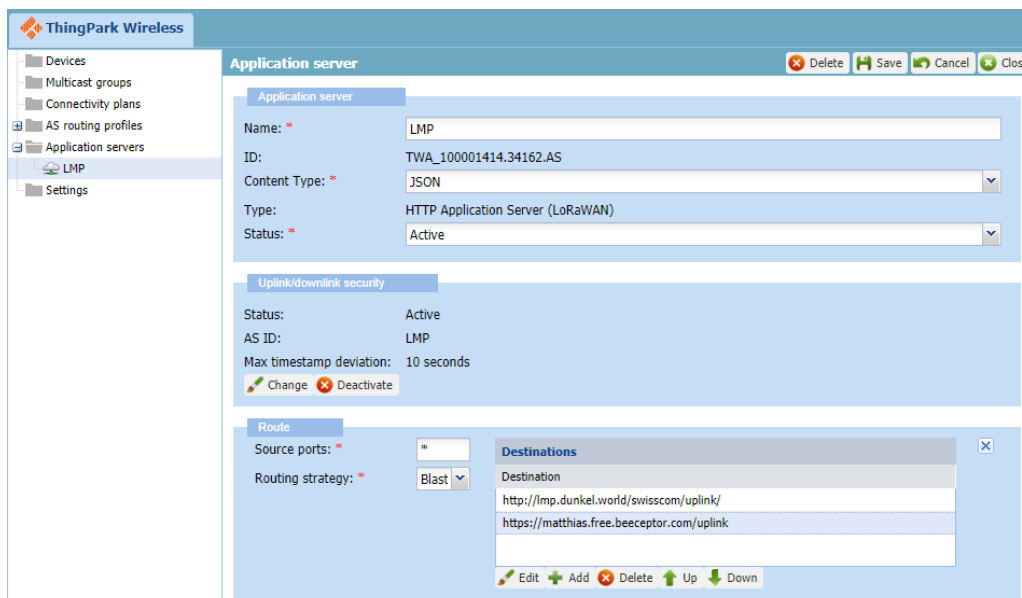 ThingPark Wireless
Devices
Multicast groups
Connectivity plans
AS routing profiles
Application servers
LMP
Settings
Application server
Delete Save Cancel Clos
Application server
Name: * LMP
ID: TWA_100001414.34162.AS
Content Type: * JSON
Type: HTTP Application Server (LoRaWAN)
Status: * Active
Uplink/downlink security
Status: Active
AS ID: LMP
Max timestamp deviation: 10 seconds
Change Deactivate
Route
Source ports: * *
Routing strategy: * Blast
Destinations
Destination
http://lmp.dunkel.world/swisscom/uplink/
https://matthias.free.beeceptor.com/uplink
Edit Add Delete Up Down